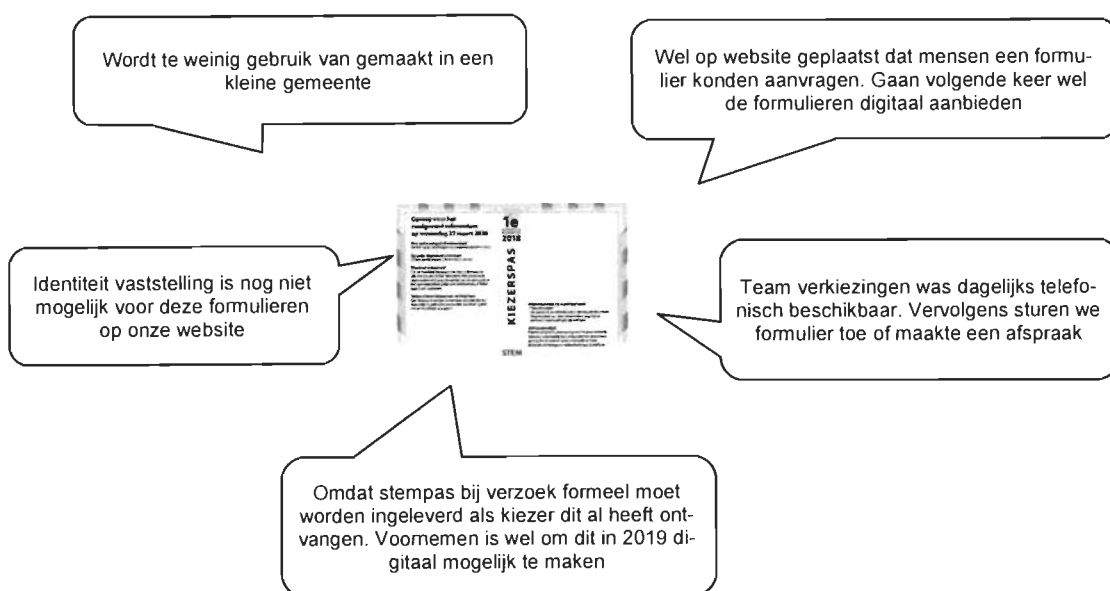 Wordt te weinig gebruik van gemaakt in een
kleine gemeente
Wel op website geplaatst dat mensen een formu-
lier konden aanvragen. Gaan volgende keer wel
de formulieren digitaal aanbieden
1e
2018
KIEZERSPAS
STEM
Identiteit vaststelling is nog niet
mogelijk voor deze formulieren
op onze website
Team verkiezingen was dagelijks telefo-
nisch beschikbaar. Vervolgens sturen we
formulier toe of maakte een afspraak
Omdat stempas bij verzoek formeel moet
worden ingeleverd als kiezer dit al heeft ont-
vangen. Voornemen is wel om dit in 2019 di-
gitaal mogelijk te maken